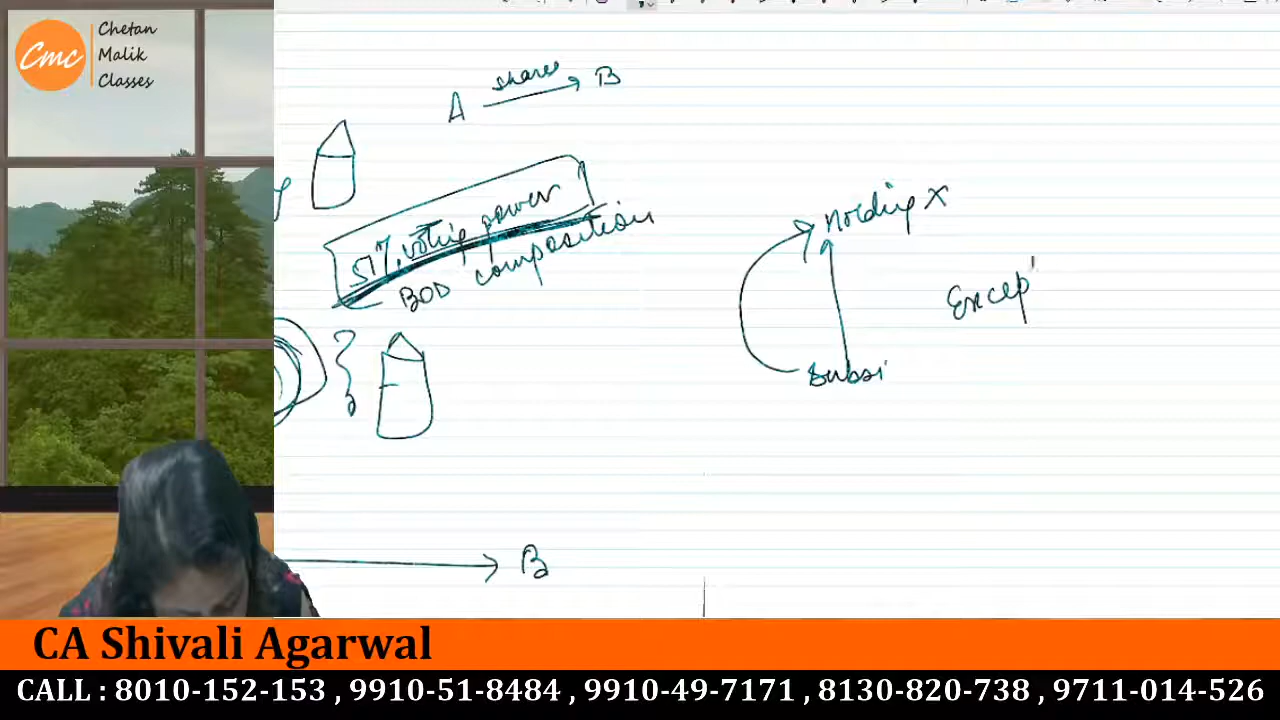 Cmc
Chetan
Malik
Classes
A shares B
51% voting power
BOD composition
Holding X
Excep
Subsi
B
CA Shivali Agarwal
CALL : 8010-152-153 , 9910-51-8484 , 9910-49-7171 , 8130-820-738 , 9711-014-526